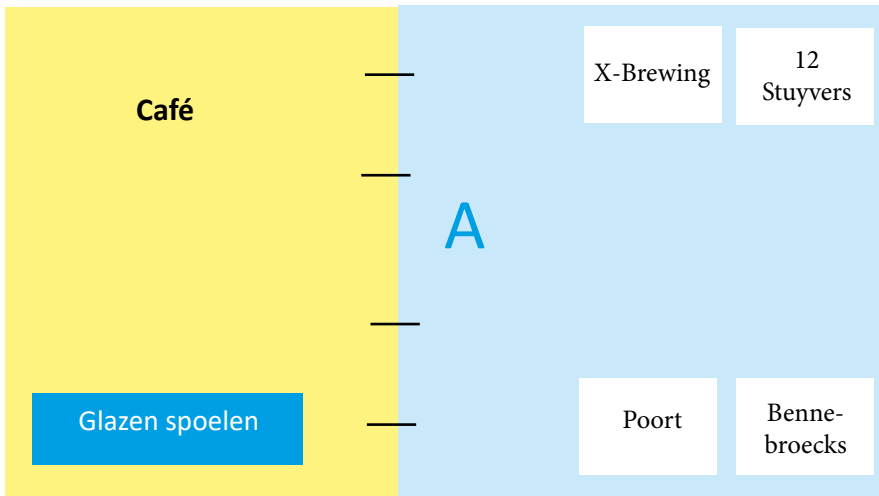 Café
Glazen spoelen
A
X-Brewing
12
Stuyvers
Poort
Benne-
broecks